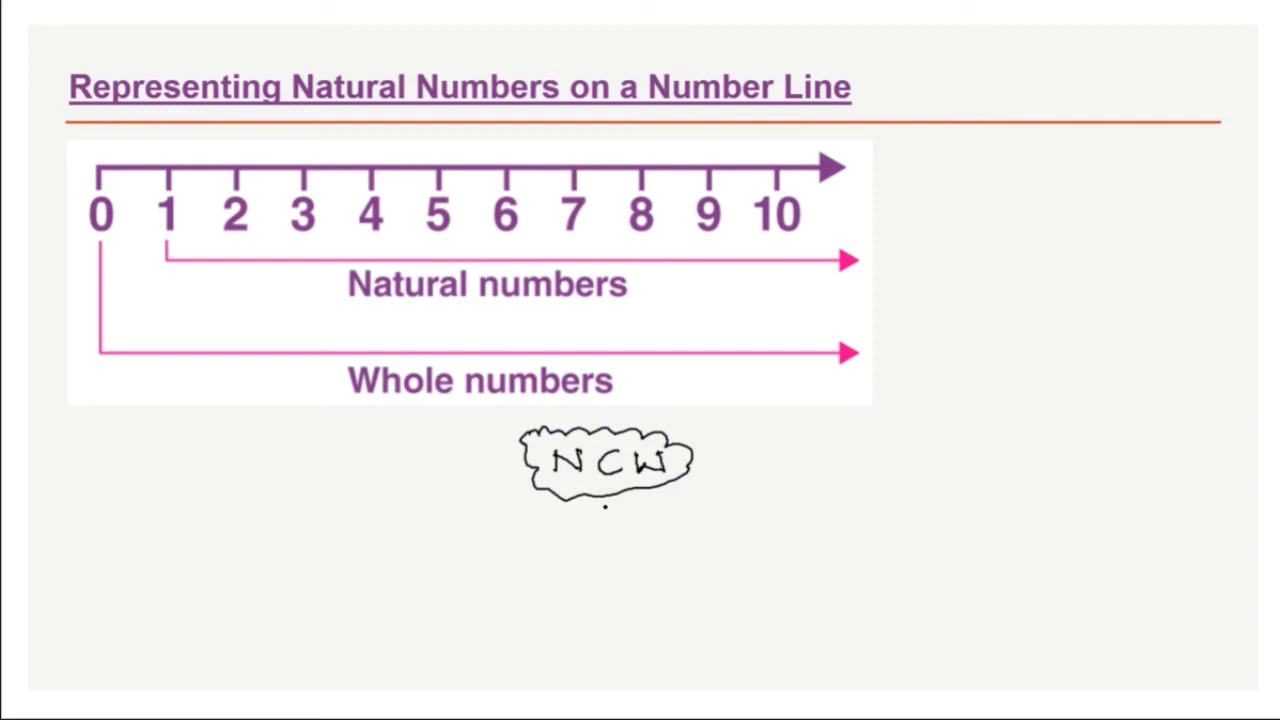 Representing Natural Numbers on a Number Line
0 1 2 3 4 5 6 7 8 9 10
Natural numbers
Whole numbers
N ⊂ W